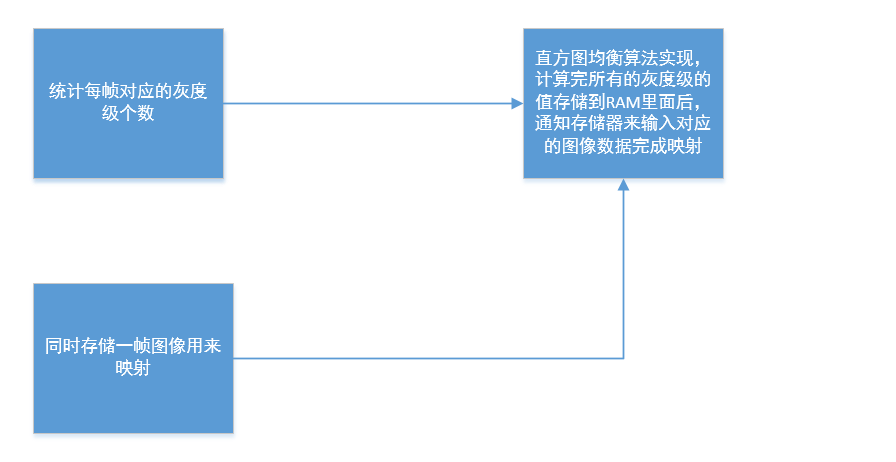 统计每帧对应的灰度
级个数
直方图均衡算法实现，
计算完所有的灰度级的
值存储到RAM里面后，
通知存储器来输入对应
的图像数据完成映射
同时存储一帧图像用来
映射